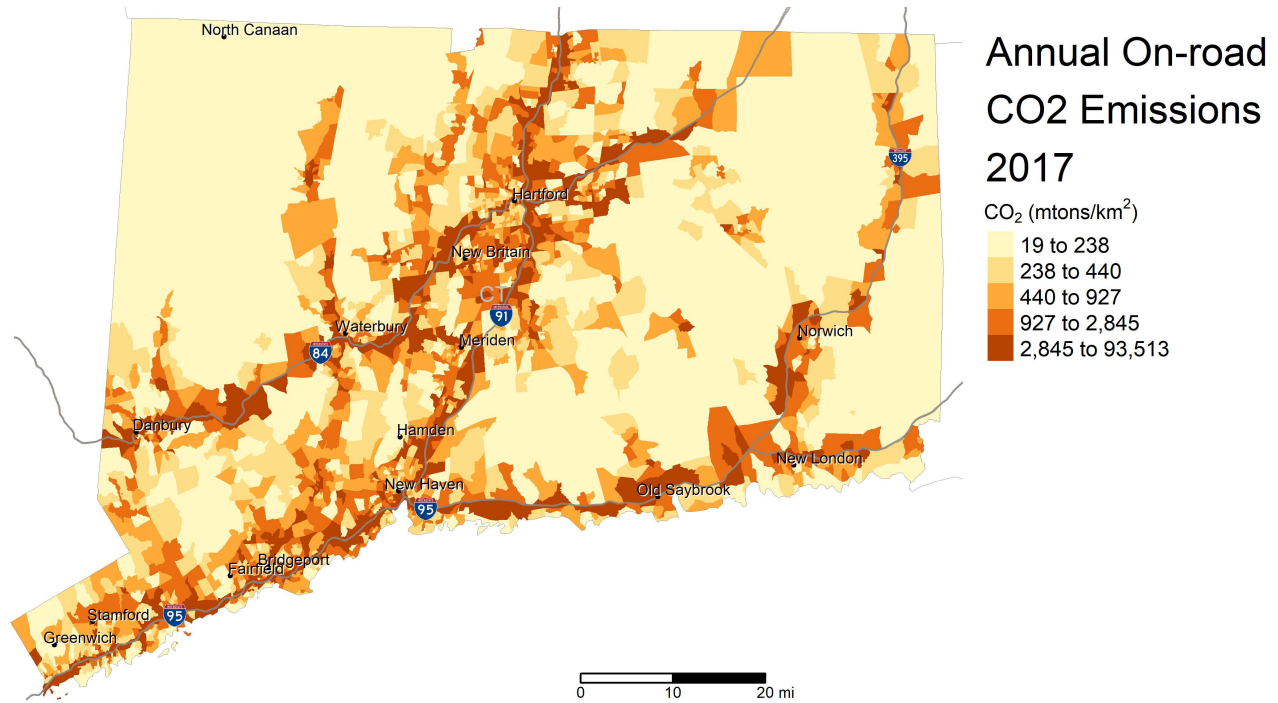 Annual On-road
CO2 Emissions
2017
CO₂ (mtons/km²)
19 to 238
238 to 440
440 to 927
927 to 2,845
2,845 to 93,513
North Canaan
395
Hartford
New Britain
CT
91
Waterbury
Norwich
Meriden
84
Danbury
Hamden
New London
New Haven
Old Saybrook
95
Bridgeport
Fairfield
Stamford
95
Greenwich
0 10 20 mi